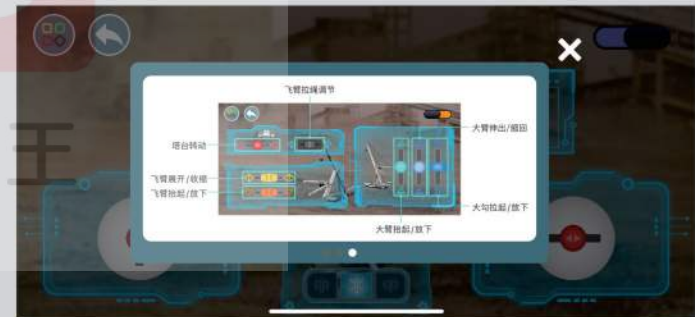 飞臂拉绳调节
大臂伸出/缩回
塔台转动
飞臂展开/收缩
飞臂抬起/放下
大勾拉起/放下
大臂抬起/放下
王